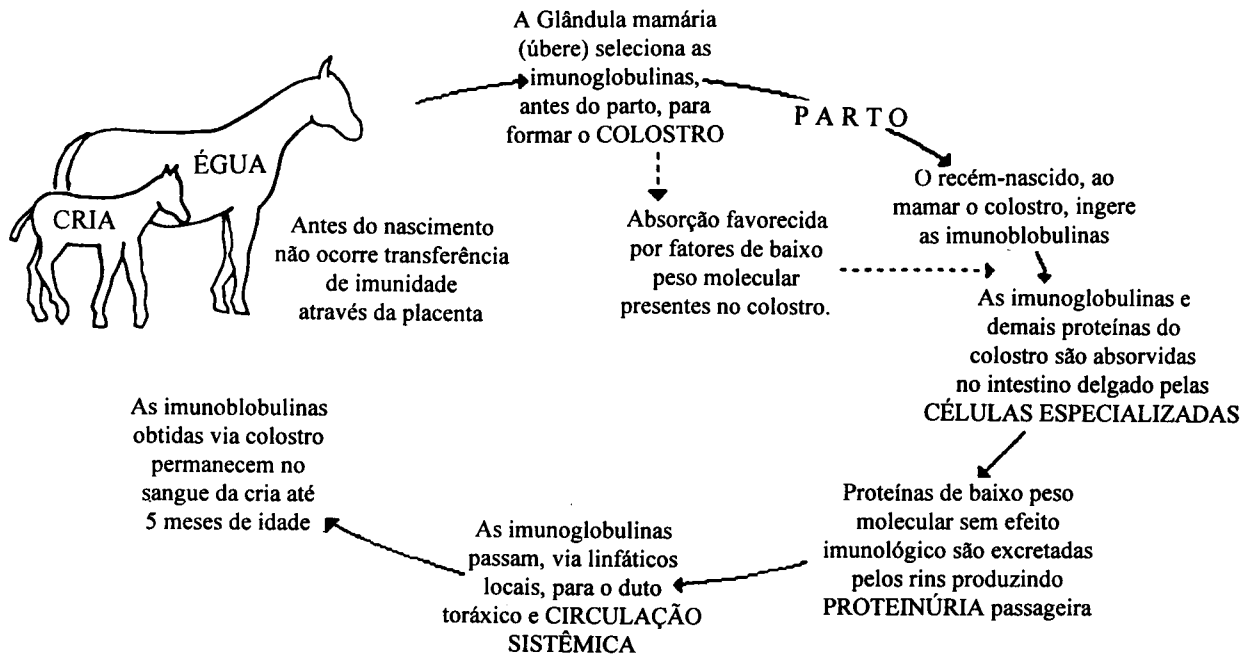 A Glândula mamária
(úbere) seleciona as
imunoglobulinas,
antes do parto, para
formar o COLOSTRO
PARTO
ÉGUA
CRIA
Antes do nascimento
não ocorre transferência
de imunidade
através da placenta
Absorção favorecida
por fatores de baixo
peso molecular
presentes no colostro.
O recém-nascido, ao
mamar o colostro, ingere
as imunoblobulinas
As imunoglobulinas e
demais proteínas do
colostro são absorvidas
no intestino delgado pelas
CÉLULAS ESPECIALIZADAS
Proteínas de baixo peso
molecular sem efeito
imunológico são excretadas
pelos rins produzindo
PROTEINÚRIA passageira
As imunoglobulinas
passam, via linfáticos
locais, para o duto
toráxico e CIRCULAÇÃO
SISTÊMICA
As imunoblobulinas
obtidas via colostro
permanecem no
sangue da cria até
5 meses de idade